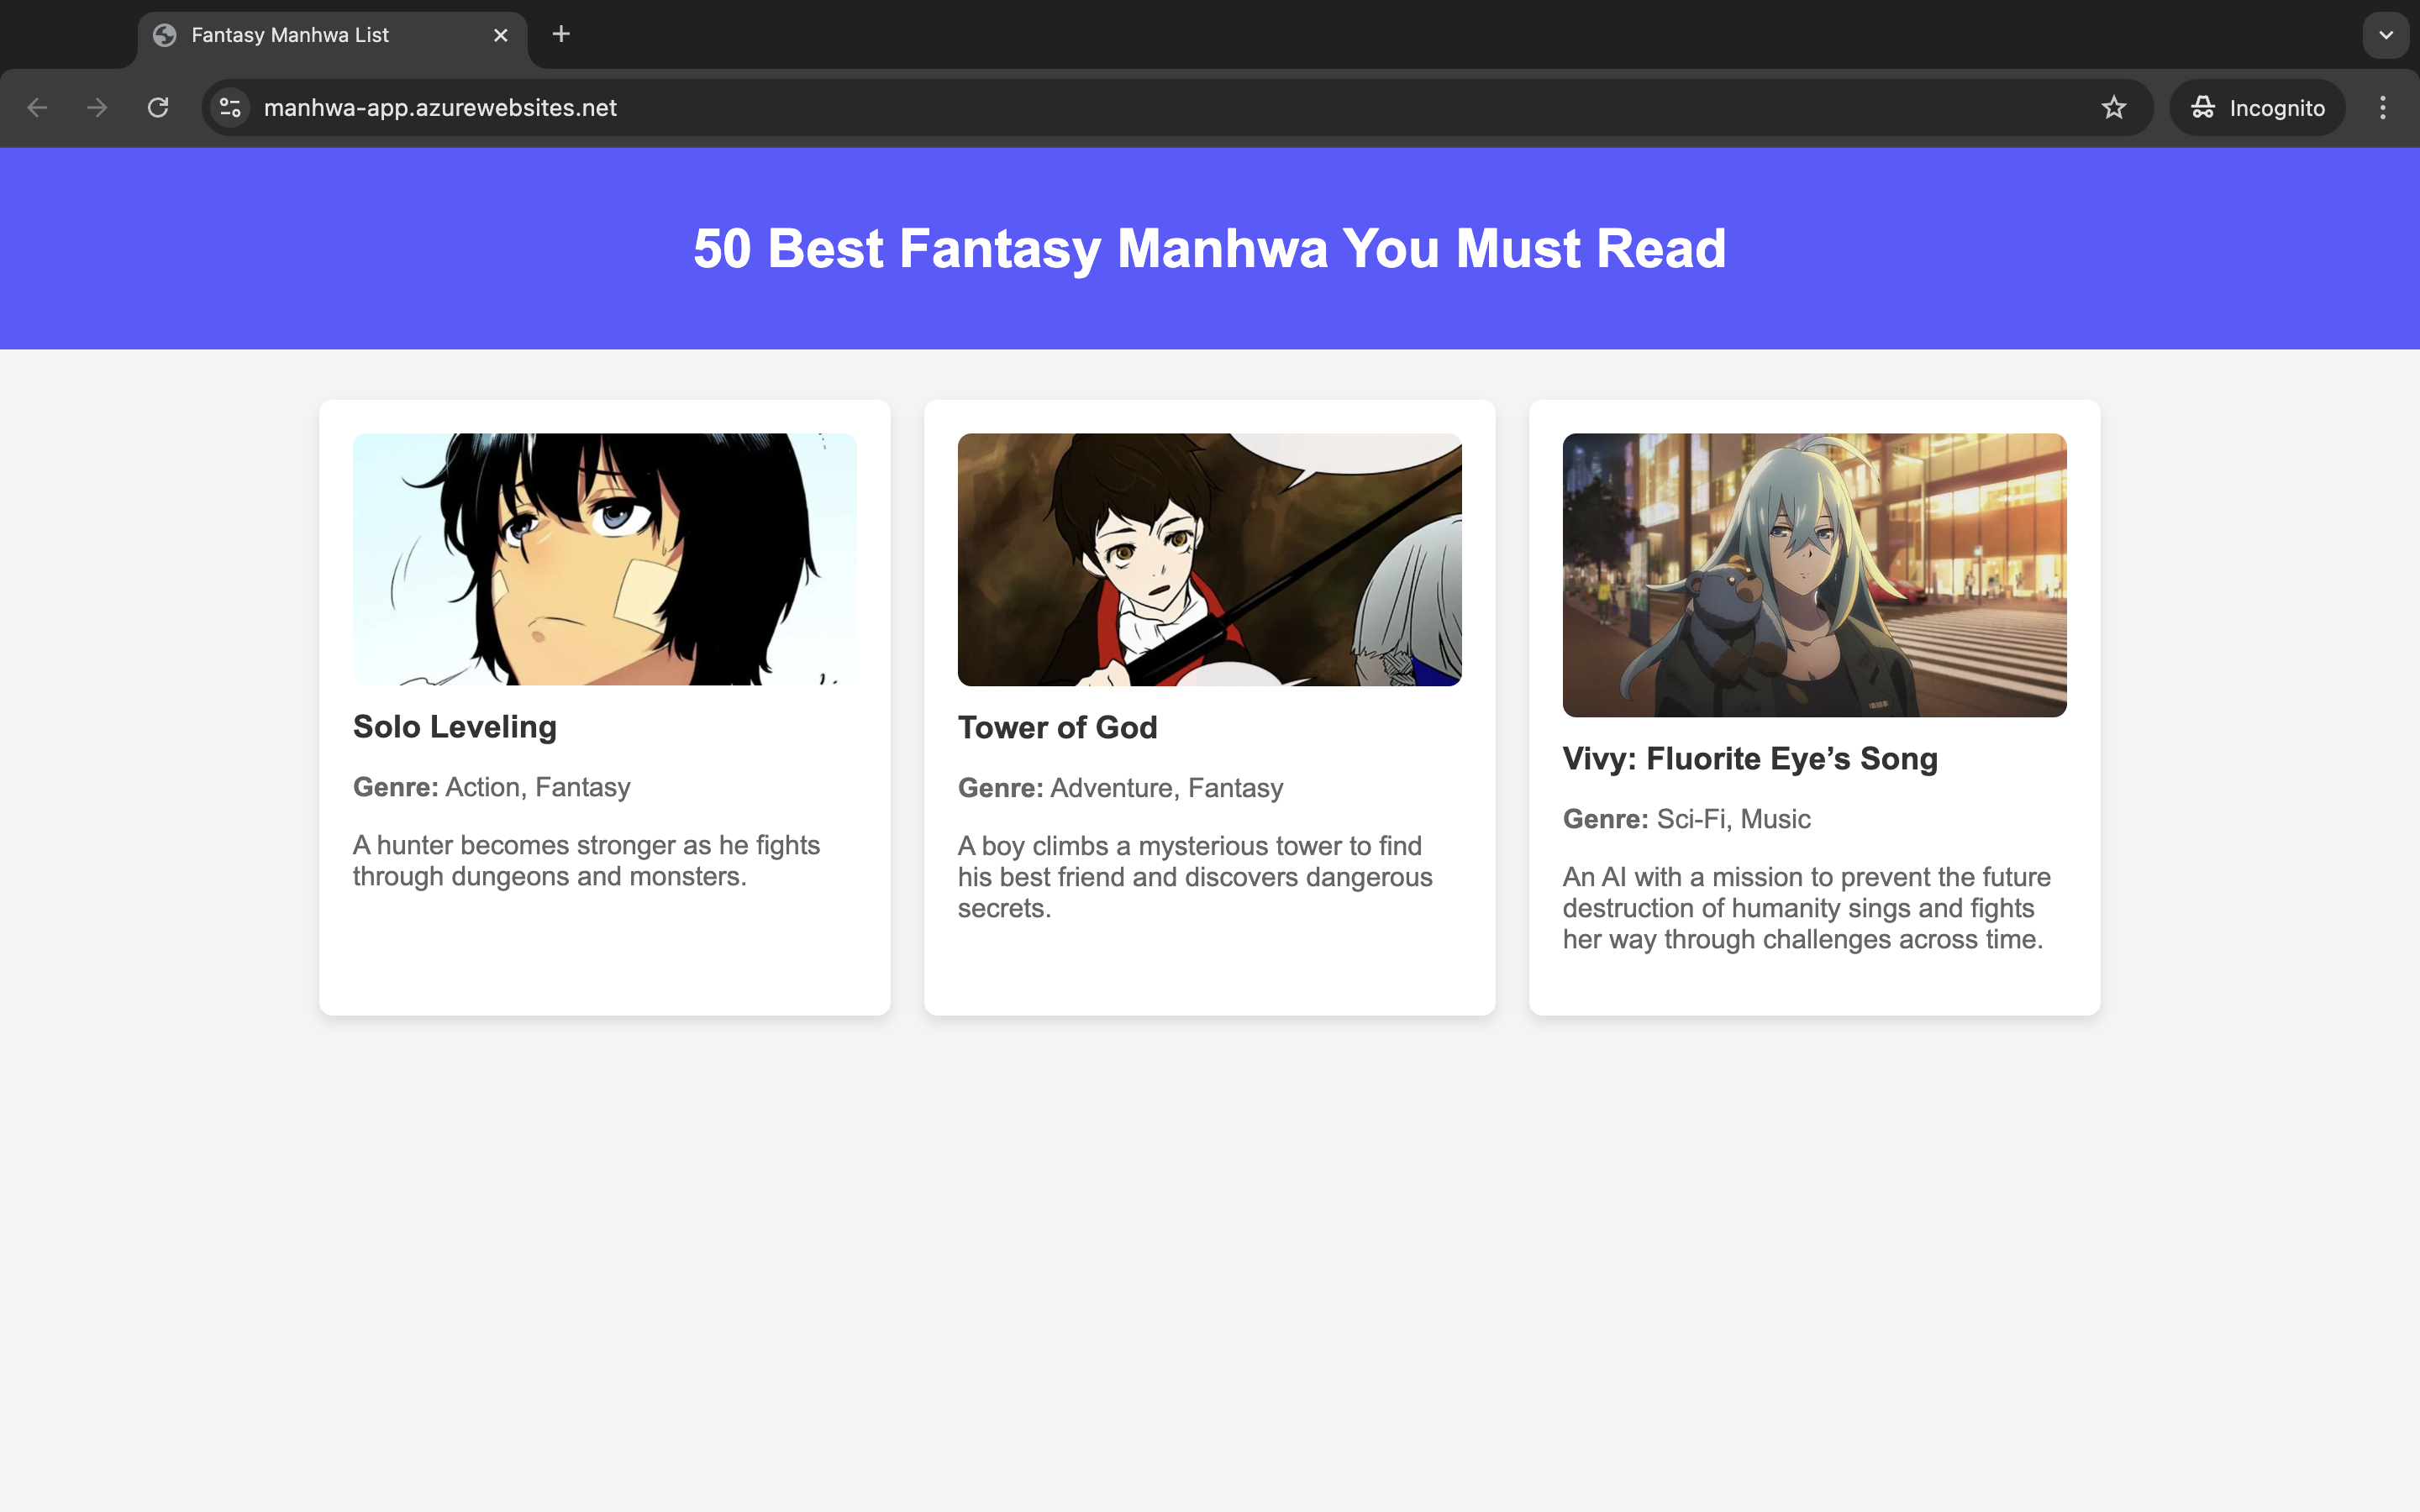 Fantasy Manhwa List
manhwa-app.azurewebsites.net
Incognito
50 Best Fantasy Manhwa You Must Read
Solo Leveling
Genre: Action, Fantasy
A hunter becomes stronger as he fights
through dungeons and monsters.
Tower of God
Genre: Adventure, Fantasy
A boy climbs a mysterious tower to find
his best friend and discovers dangerous
secrets.
Vivy: Fluorite Eye’s Song
Genre: Sci-Fi, Music
An AI with a mission to prevent the future
destruction of humanity sings and fights
her way through challenges across time.